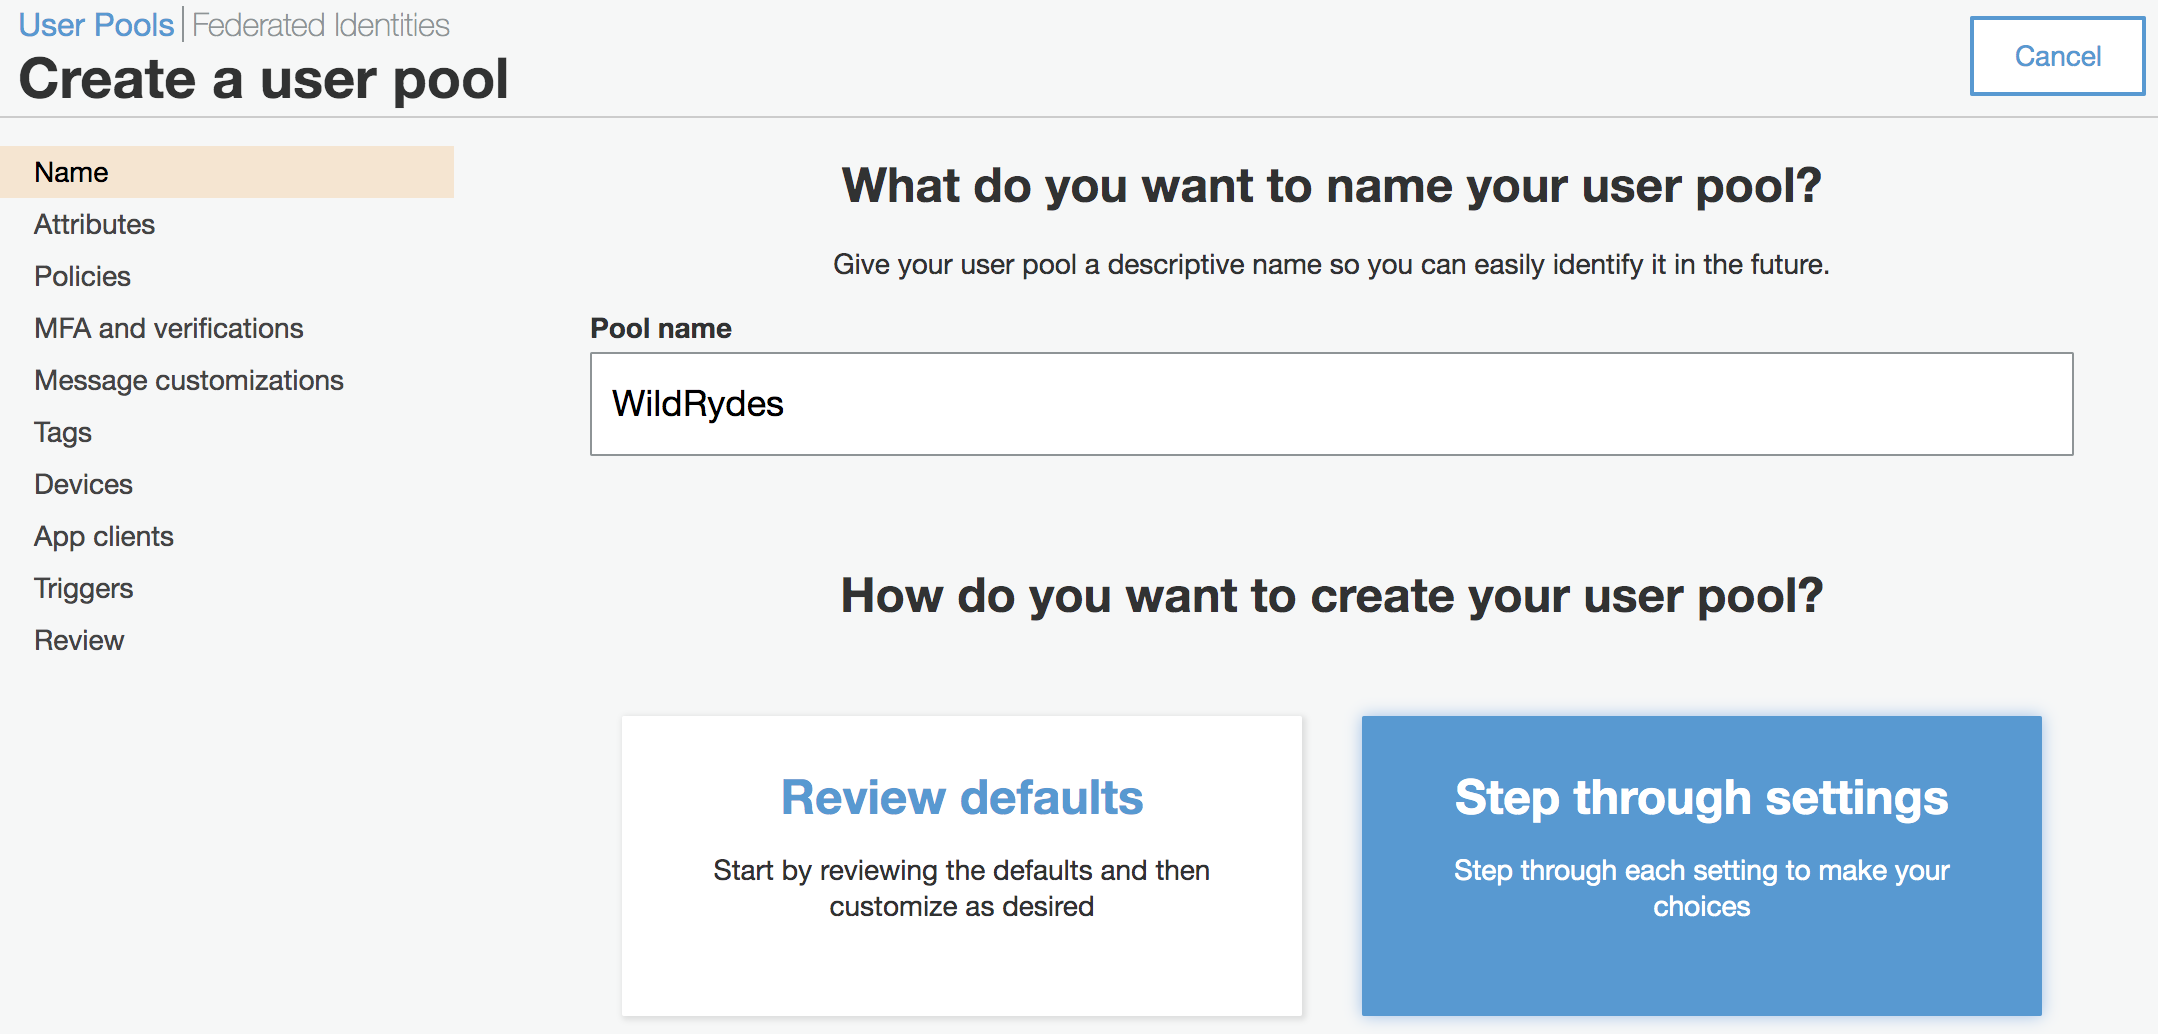 User Pools | Federated Identities
Create a user pool
Cancel
Name
Attributes
Policies
MFA and verifications
Message customizations
Tags
Devices
App clients
Triggers
Review
What do you want to name your user pool?
Give your user pool a descriptive name so you can easily identify it in the future.
Pool name
WildRydes
How do you want to create your user pool?
Review defaults
Start by reviewing the defaults and then
customize as desired
Step through settings
Step through each setting to make your
choices